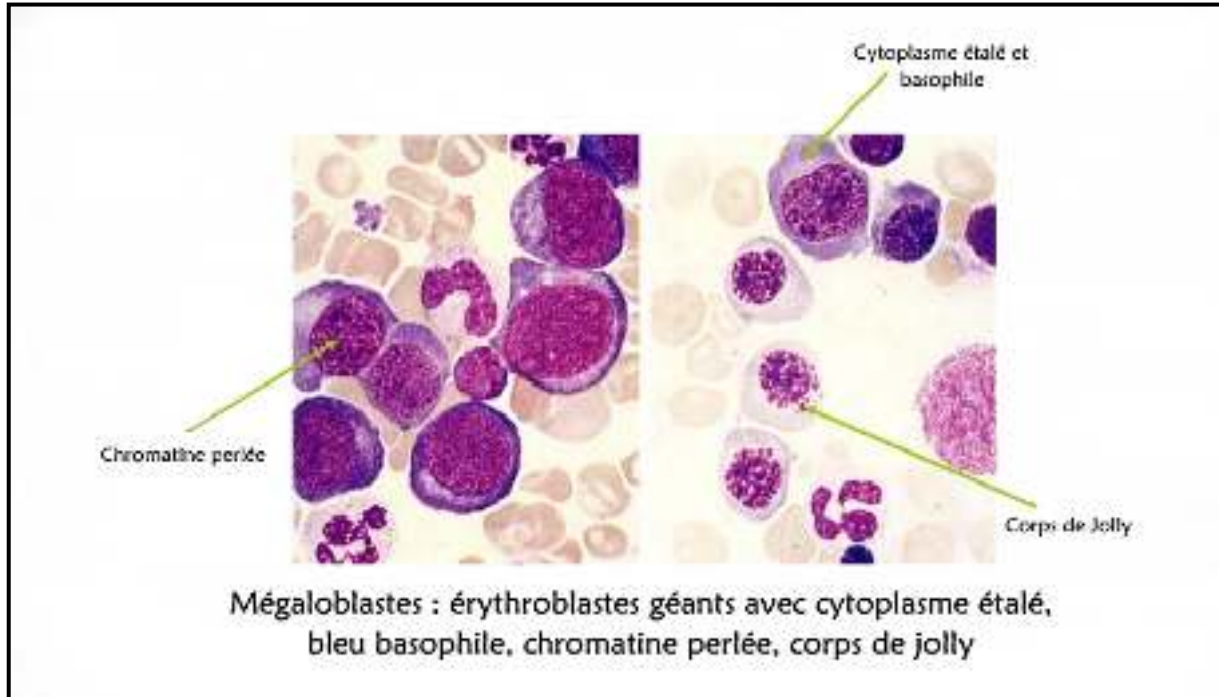 Cytoplasme étalé et
basophile
Chromatine perlée
Corps de Jolly
Mégaloblastes : érythroblastes géants avec cytoplasme étalé,
bleu basophile, chromatine perlée, corps de jolly